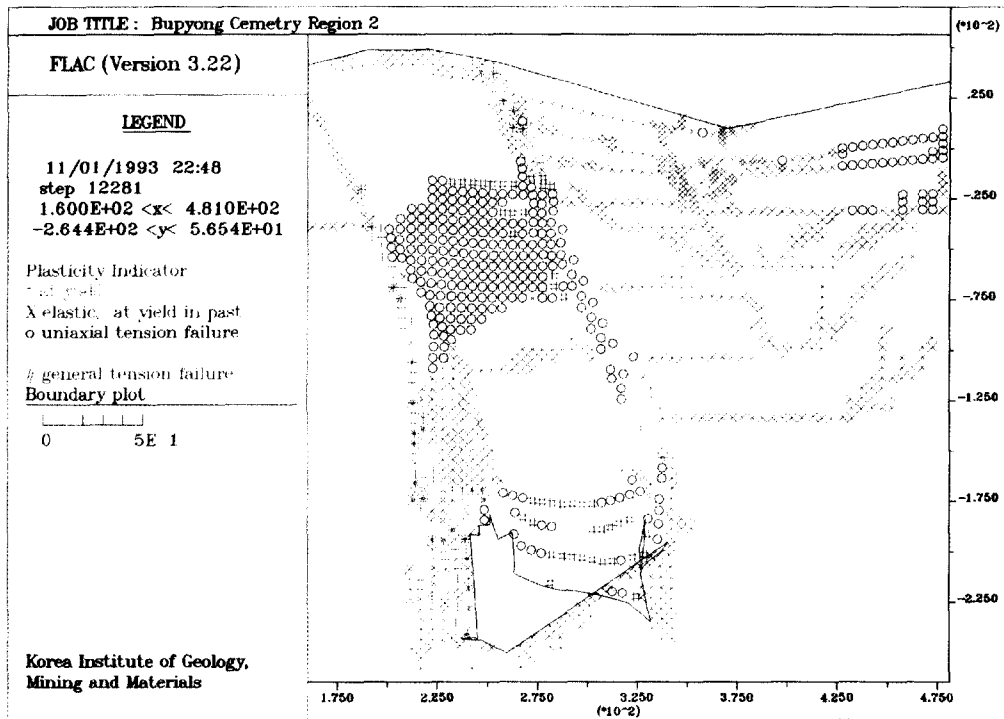 JOB TITLE : Bupyong Cemetry Region 2
(*10^-2)
FLAC (Version 3.22)
LEGEND
11/01/1993 22:48
step 12281
1.600E+02 <x< 4.810E+02
-2.644E+02 <y< 5.654E+01
Plasticity Indicator
* at yield
X elastic, at yield in past
o uniaxial tension failure
# general tension failure
Boundary plot
0 5E 1
Korea Institute of Geology,
Mining and Materials
.250
-.250
-.750
-1.250
-1.750
-2.250
1.750 2.250 2.750 3.250 3.750 4.250 4.750
(*10^2)